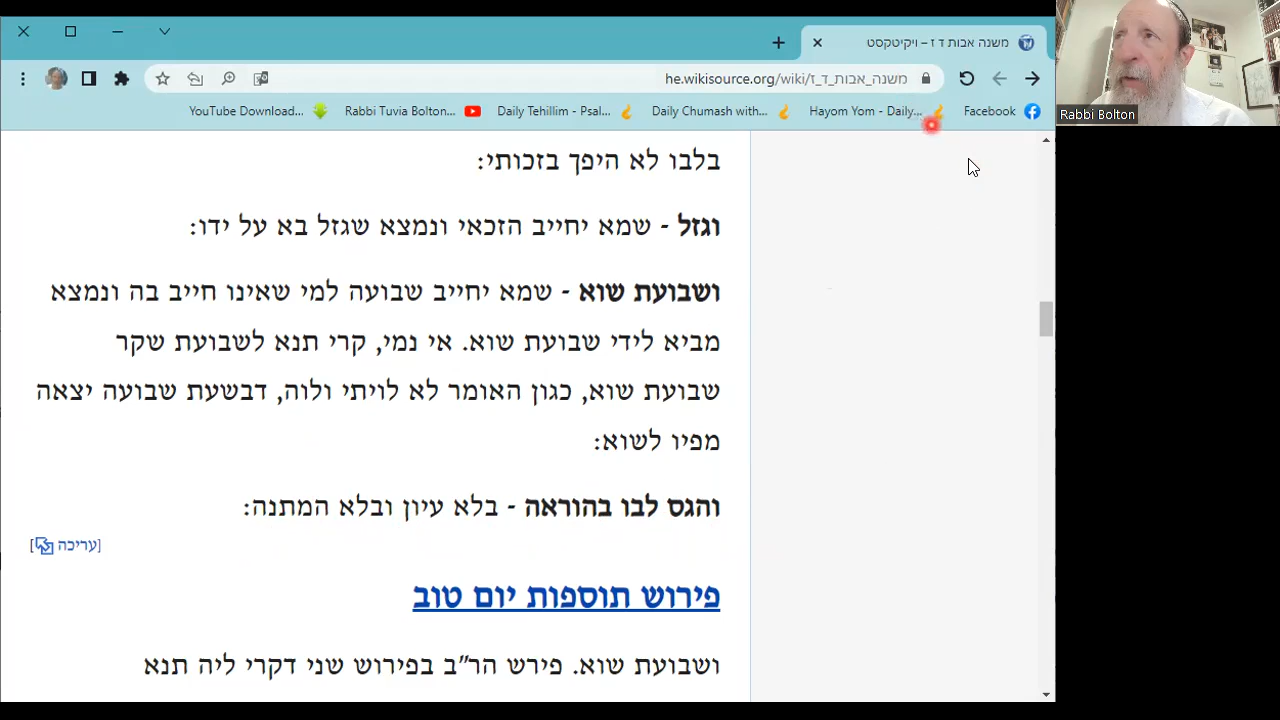 משנה אבות ד ז – ויקיטקסט
he.wikisource.org/wiki/משנה_אבות_ד_ז
Facebook
Hayom Yom - Daily...
Daily Chumash with...
Daily Tehillim - Psal...
Rabbi Tuvia Bolton...
YouTube Download...
Rabbi Bolton
בלבו לא היפך בזכותי:
וגזל - שמא יחייב הזכאי ונמצא שגזל בא על ידו:
ושבועת שוא - שמא יחייב שבועה למי שאינו חייב בה ונמצא
מביא לידי שבועת שוא. אי נמי, קרי תנא לשבועת שקר
שבועת שוא, כגון האומר לא לויתי ולוה, דבשעת שבועה יצאה
מפיו לשוא:
והגס לבו בהוראה - בלא עיון ובלא המתנה:
[עריכה]
פירוש תוספות יום טוב
ושבועת שוא. פירש הר"ב בפירוש שני דקרי ליה תנא